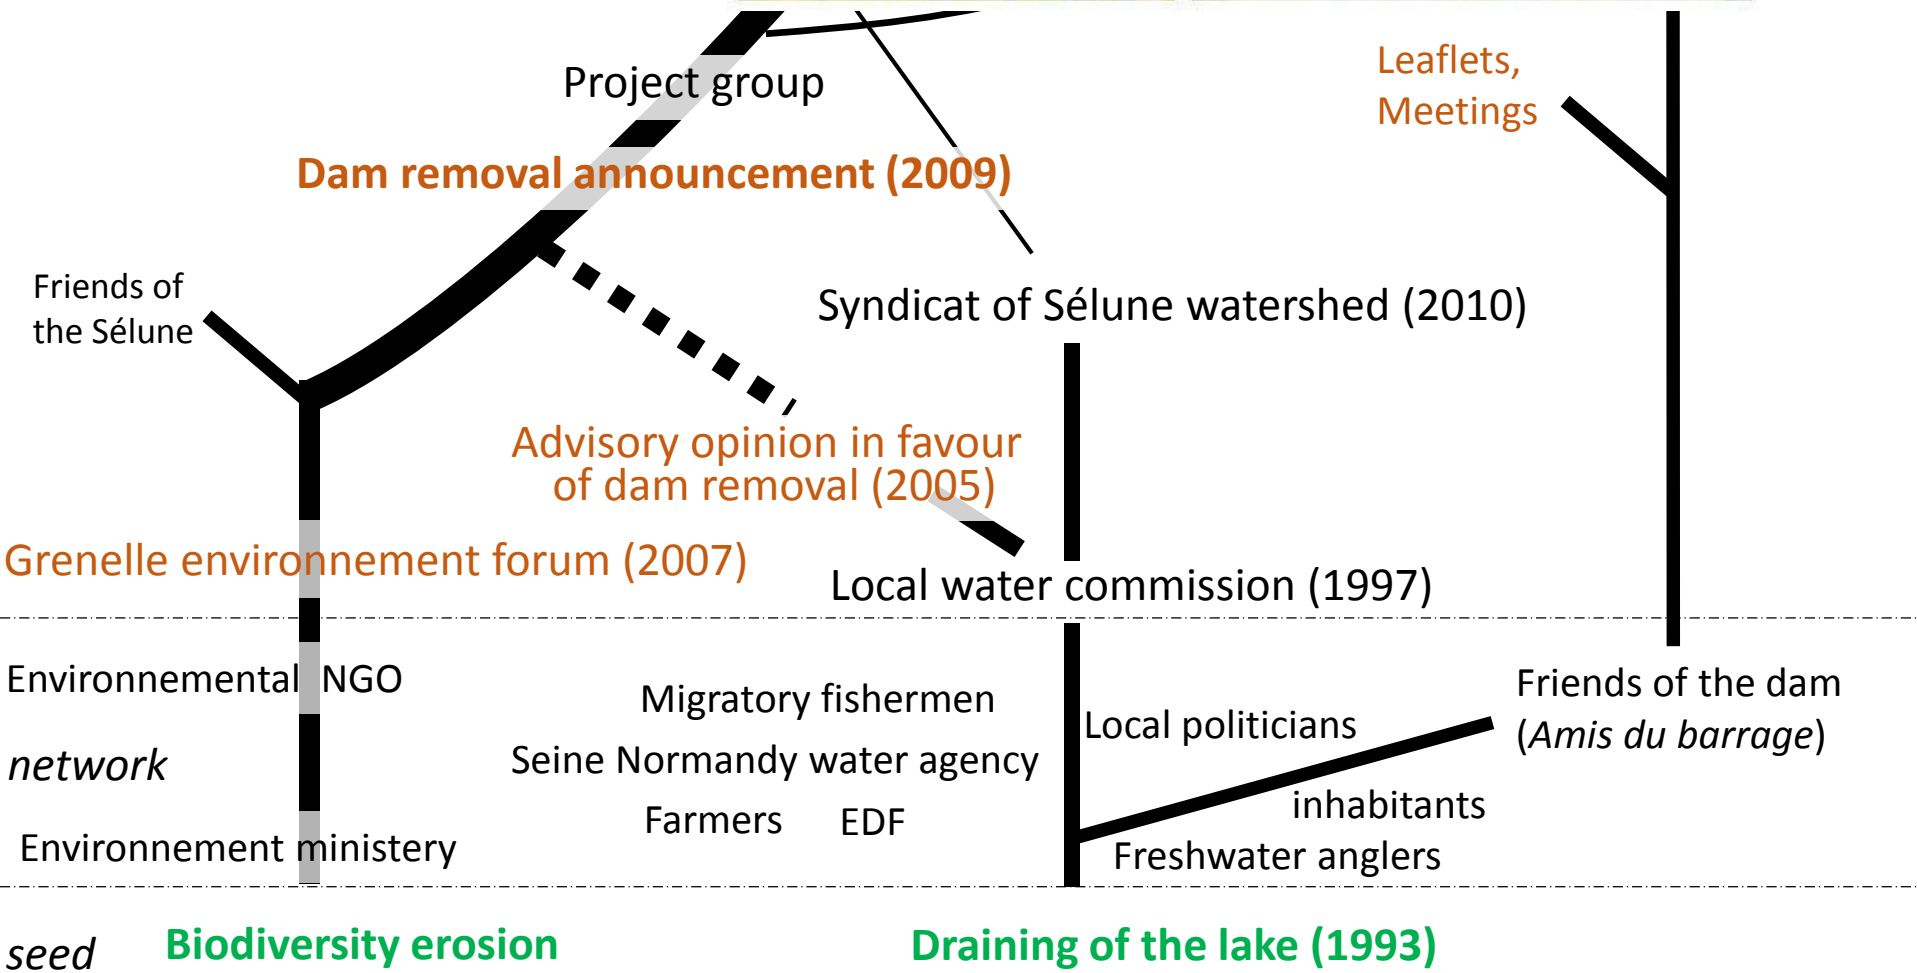 Project group
Leaflets,
Meetings
Dam removal announcement (2009)
Friends of
the Sélune
Syndicat of Sélune watershed (2010)
Advisory opinion in favour
of dam removal (2005)
Grenelle environnement forum (2007)
Local water commission (1997)
Environnemental NGO
Migratory fishermen
Local politicians
Friends of the dam
(Amis du barrage)
network
Seine Normandy water agency
Farmers EDF
inhabitants
Environnement ministery
Freshwater anglers
seed
Biodiversity erosion
Draining of the lake (1993)